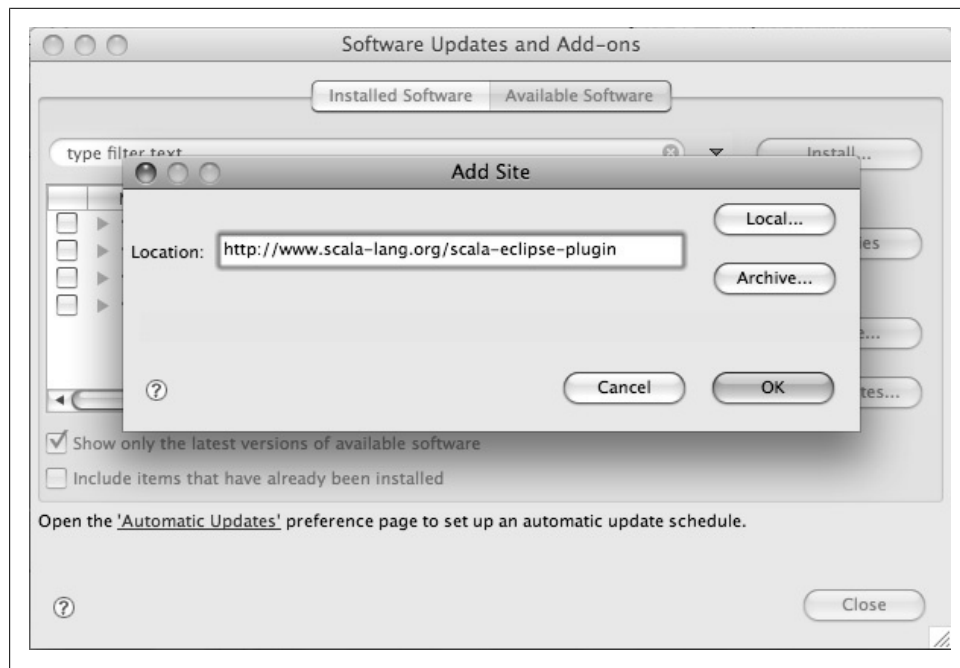 Software Updates and Add-ons
Installed Software Available Software
type filter text
Install...
Add Site
Local...
Location: http://www.scala-lang.org/scala-eclipse-plugin
Archive...
Cancel OK
Show only the latest versions of available software
Include items that have already been installed
Open the 'Automatic Updates' preference page to set up an automatic update schedule.
Close